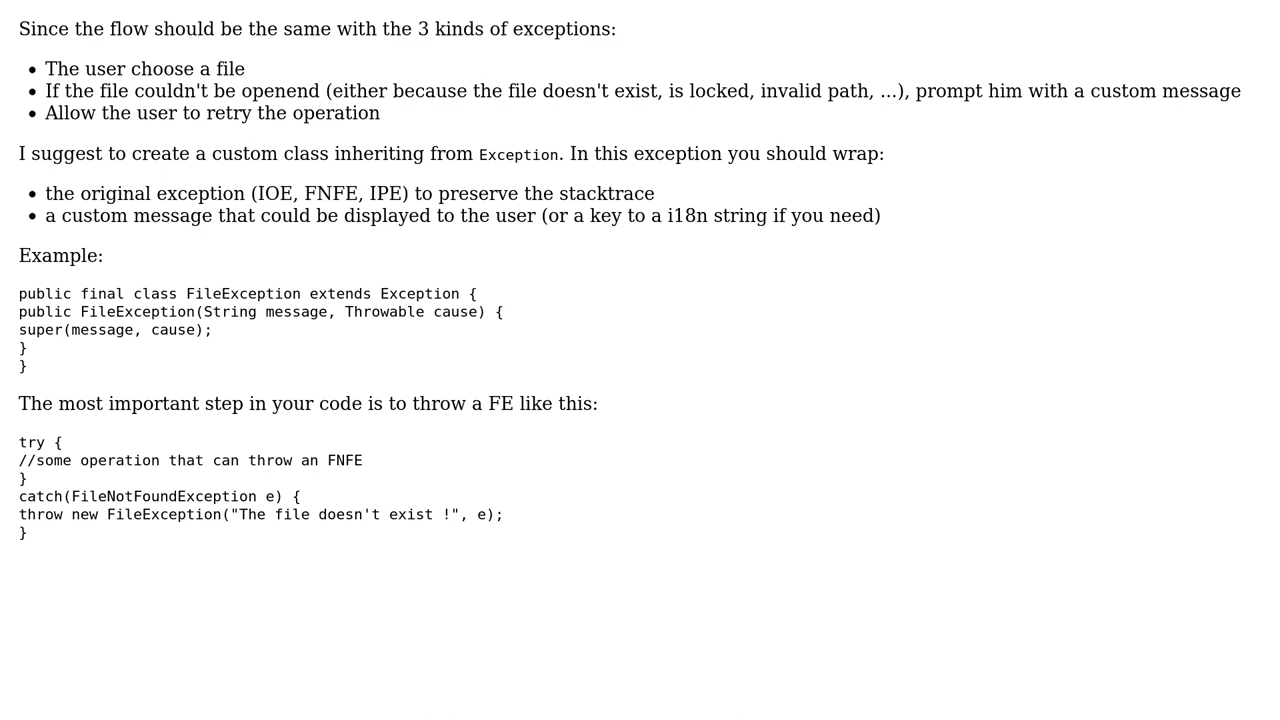 Since the flow should be the same with the 3 kinds of exceptions:
• The user choose a file
• If the file couldn't be openend (either because the file doesn't exist, is locked, invalid path, ...), prompt him with a custom message
• Allow the user to retry the operation
I suggest to create a custom class inheriting from Exception. In this exception you should wrap:
• the original exception (IOE, FNFE, IPE) to preserve the stacktrace
• a custom message that could be displayed to the user (or a key to a i18n string if you need)
Example:
public final class FileException extends Exception {
public FileException(String message, Throwable cause) {
super(message, cause);
}
}
The most important step in your code is to throw a FE like this:
try {
//some operation that can throw an FNFE
}
catch(FileNotFoundException e) {
throw new FileException("The file doesn't exist !", e);
}